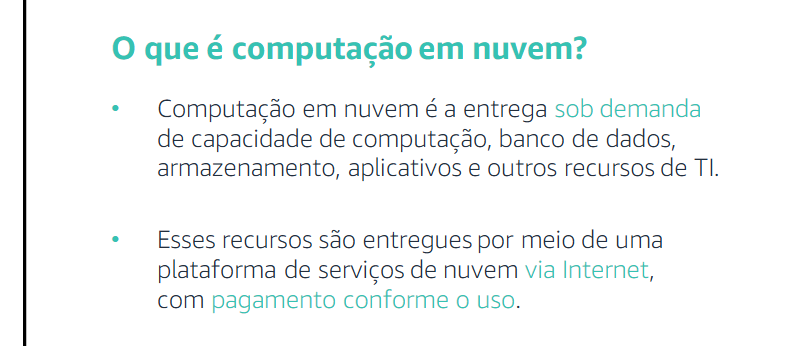 O que é computação em nuvem?
• Computação em nuvem é a entrega sob demanda
de capacidade de computação, banco de dados,
armazenamento, aplicativos e outros recursos de TI.
• Esses recursos são entregues por meio de uma
plataforma de serviços de nuvem via Internet,
com pagamento conforme o uso.